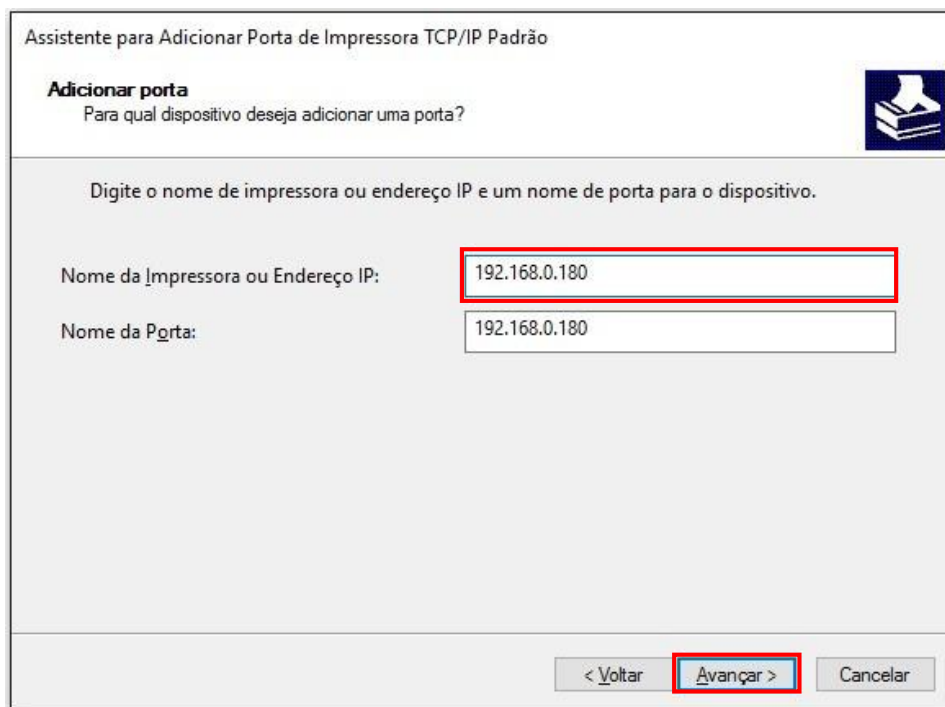 Assistente para Adicionar Porta de Impressora TCP/IP Padrão
Adicionar porta
Para qual dispositivo deseja adicionar uma porta?
Digite o nome de impressora ou endereço IP e um nome de porta para o dispositivo.
Nome da Impressora ou Endereço IP: 192.168.0.180
Nome da Porta: 192.168.0.180
< Voltar Avançar > Cancelar